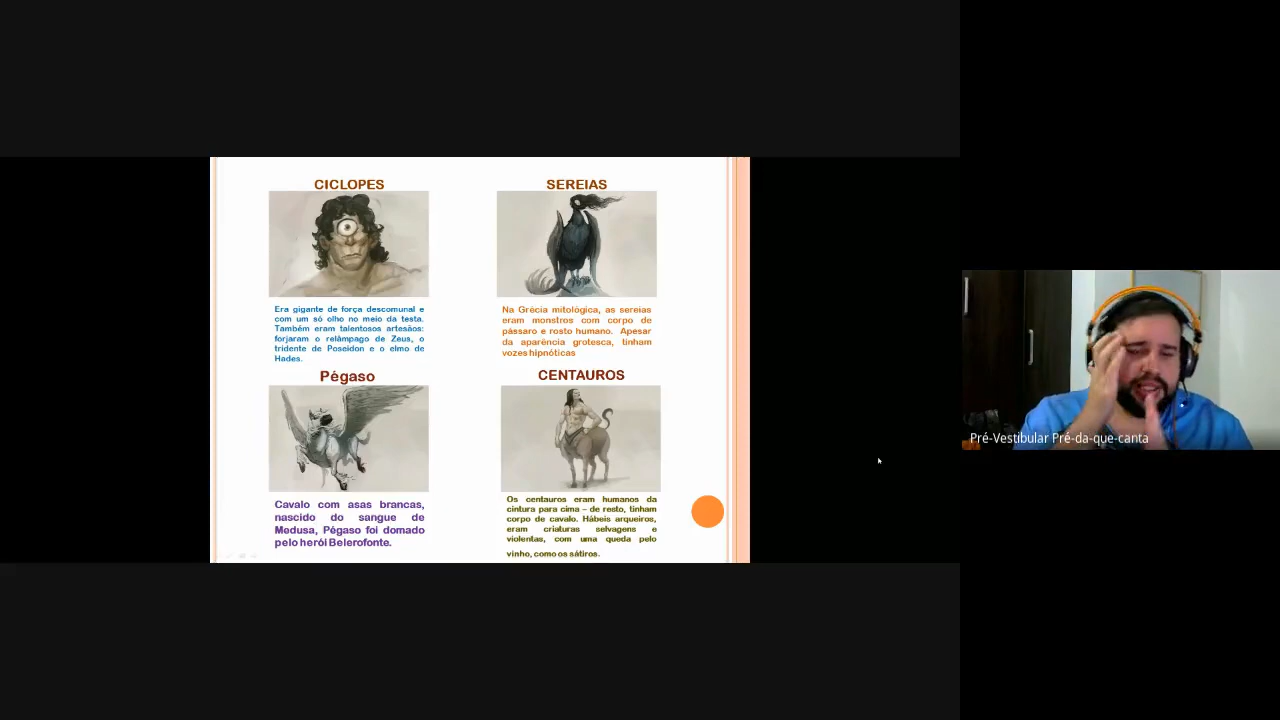 CICLOPES
Era gigante de força descomunal e
com um só olho no meio da testa.
Também eram talentosos artesãos:
forjaram o relâmpago de Zeus, o
tridente de Poseidon e o elmo de
Hades.
SEREIAS
Na Grécia mitológica, as sereias
eram monstros com corpo de
pássaro e rosto humano. Apesar
da aparência grotesca, tinham
vozes hipnóticas
Pégaso
Cavalo com asas brancas,
nascido do sangue de
Medusa, Pégaso foi domado
pelo herói Belerofonte.
CENTAUROS
Os centauros eram humanos da
cintura para cima – de resto, tinham
corpo de cavalo. Hábeis arqueiros,
eram criaturas selvagens e
violentas, com uma queda pelo
vinho, como os sátiros.
Pré-Vestibular Pré-da-que-canta